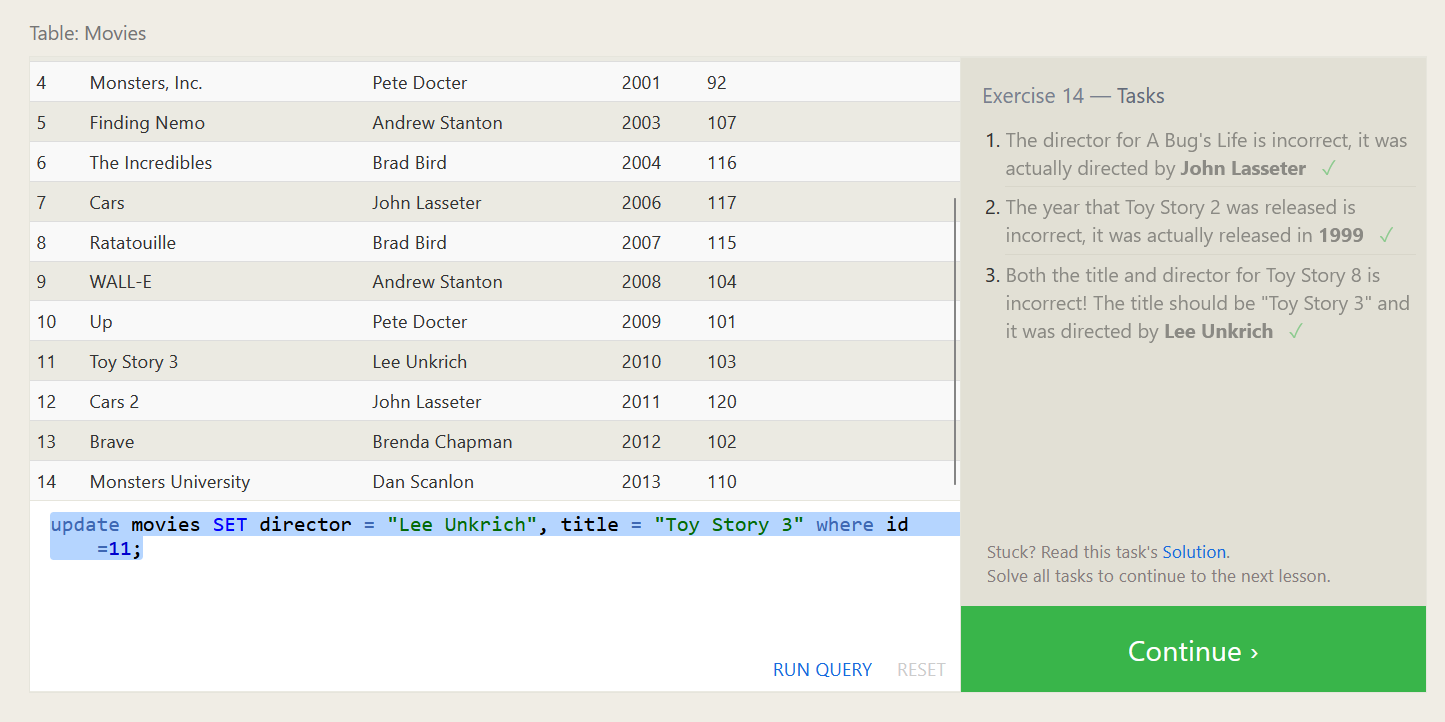 Table: Movies
4 Monsters, Inc. Pete Docter 2001 92
5 Finding Nemo Andrew Stanton 2003 107
6 The Incredibles Brad Bird 2004 116
7 Cars John Lasseter 2006 117
8 Ratatouille Brad Bird 2007 115
9 WALL-E Andrew Stanton 2008 104
10 Up Pete Docter 2009 101
11 Toy Story 3 Lee Unkrich 2010 103
12 Cars 2 John Lasseter 2011 120
13 Brave Brenda Chapman 2012 102
14 Monsters University Dan Scanlon 2013 110
update movies SET director = "Lee Unkrich", title = "Toy Story 3" where id
=11;
RUN QUERY RESET
Exercise 14 — Tasks
1. The director for A Bug's Life is incorrect, it was
actually directed by John Lasseter ✓
2. The year that Toy Story 2 was released is
incorrect, it was actually released in 1999 ✓
3. Both the title and director for Toy Story 8 is
incorrect! The title should be "Toy Story 3" and
it was directed by Lee Unkrich ✓
Stuck? Read this task's Solution.
Solve all tasks to continue to the next lesson.
Continue ›